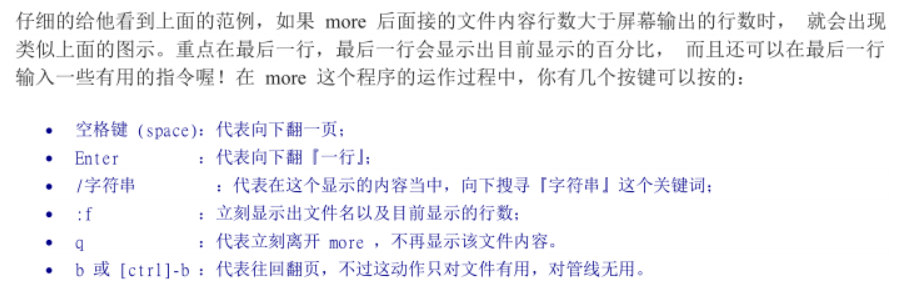 仔细的给他看到上面的范例，如果 more 后面接的文件内容行数大于屏幕输出的行数时， 就会出现
类似上面的图示。重点在最后一行，最后一行会显示出目前显示的百分比， 而且还可以在最后一行
输入一些有用的指令喔！在 more 这个程序的运作过程中，你有几个按键可以按的：
• 空格键 (space)：代表向下翻一页；
• Enter ：代表向下翻『一行』；
• /字符串 ：代表在这个显示的内容当中，向下搜寻『字符串』这个关键词；
• :f ：立刻显示出文件名以及目前显示的行数；
• q ：代表立刻离开 more ，不再显示该文件内容。
• b 或 [ctrl]-b ：代表往回翻页，不过这动作只对文件有用，对管线无用。